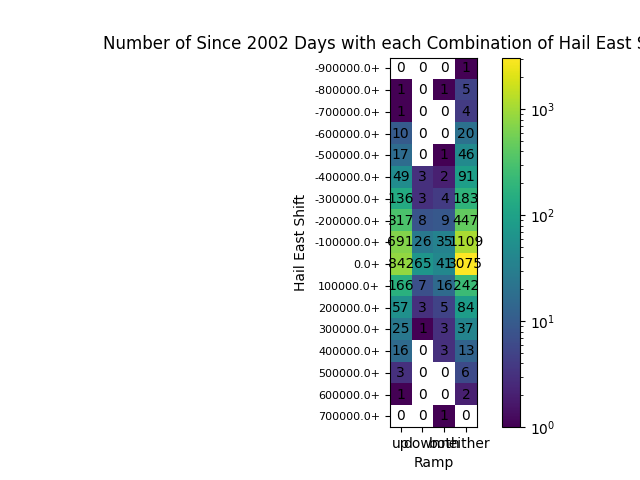 Number of Since 2002 Days with each Combination of Hail East S
-900000.0+ 0 0 0 1
-800000.0+ 1 0 1 5
-700000.0+ 1 0 0 4
-600000.0+ 10 0 0 20
-500000.0+ 17 0 1 46
-400000.0+ 49 3 2 91
-300000.0+ 136 3 4 183
-200000.0+ 317 8 9 447
-100000.0+ 691 26 35 1109
0.0+ 842 65 41 3075
100000.0+ 166 7 16 242
200000.0+ 57 3 5 84
300000.0+ 25 1 3 37
400000.0+ 16 0 3 13
500000.0+ 3 0 0 6
600000.0+ 1 0 0 2
700000.0+ 0 0 1 0
up down both neither
Ramp
Hail East Shift
10³
10²
10¹
10⁰